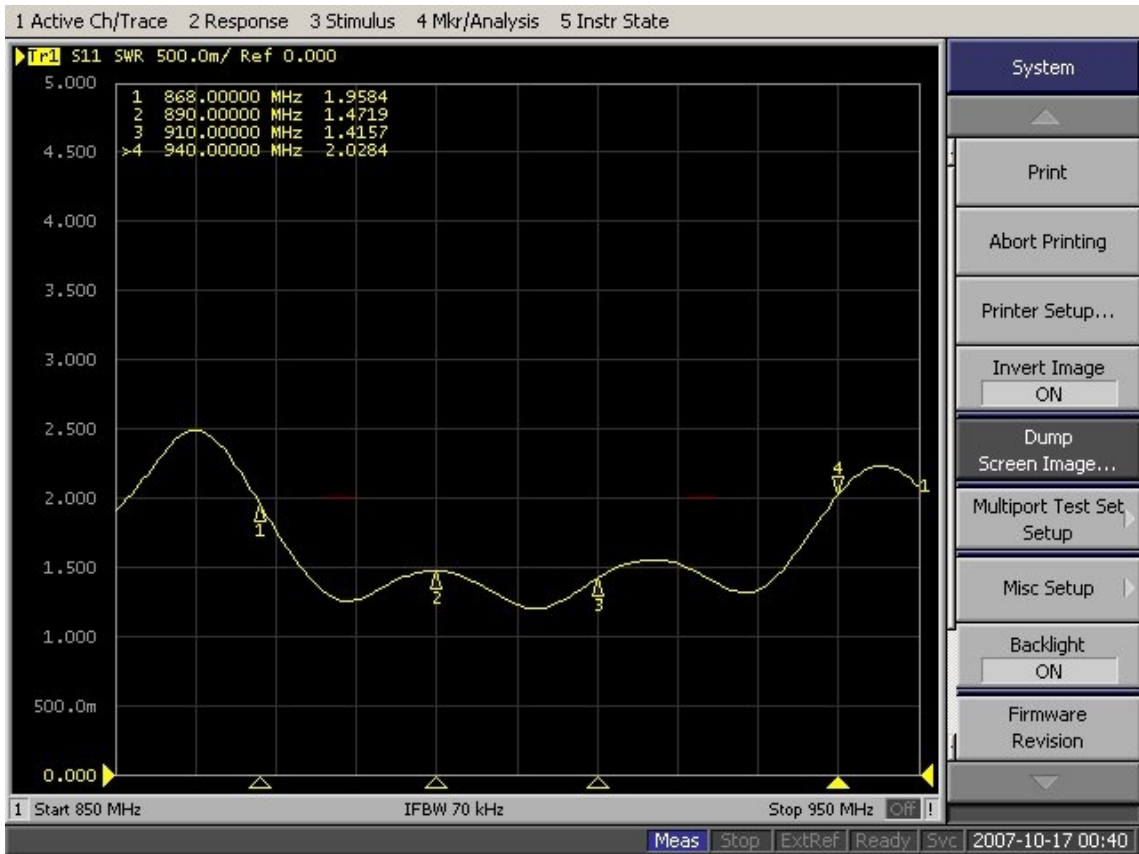 1 Active Ch/Trace 2 Response 3 Stimulus 4 Mkr/Analysis 5 Instr State
Tr1 S11 SWR 500.0m/ Ref 0.000
5.000
1 868.00000 MHz 1.9584
2 890.00000 MHz 1.4719
3 910.00000 MHz 1.4157
>4 940.00000 MHz 2.0284
4.500
4.000
3.500
3.000
2.500
2.000
1.500
1.000
500.0m
0.000
1
2
3
4
1
1 Start 850 MHz IFBW 70 kHz Stop 950 MHz Off !
System
Print
Abort Printing
Printer Setup...
Invert Image
ON
Dump
Screen Image...
Multiport Test Set
Setup
Misc Setup
Backlight
ON
Firmware
Revision
Meas Stop ExtRef Ready Svc 2007-10-17 00:40